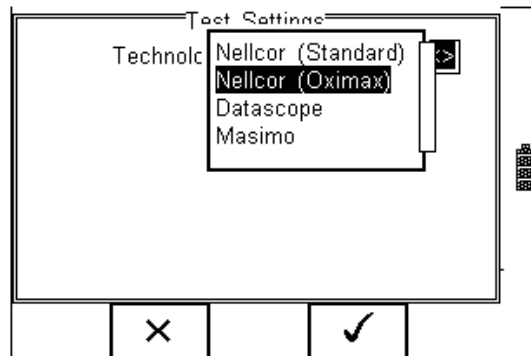 Test Settings
Technolo
Nellcor (Standard)
Nellcor (Oximax)
Datascope
Masimo